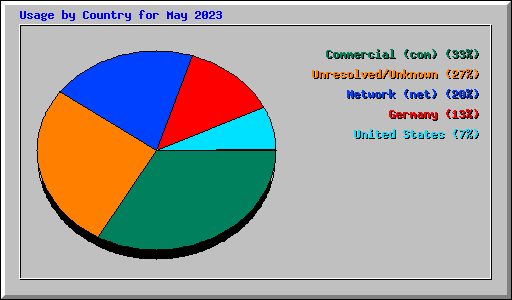 Usage by Country for May 2023
Commercial (com) (33%)
Unresolved/Unknown (27%)
Network (net) (20%)
Germany (13%)
United States (7%)